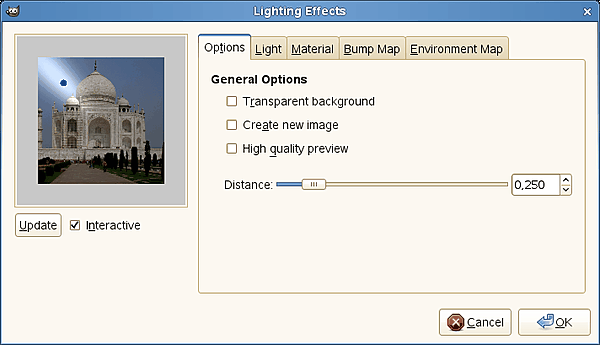 Lighting Effects
Options Light Material Bump Map Environment Map
General Options
Transparent background
Create new image
High quality preview
Distance: 0,250
Update Interactive
Cancel OK